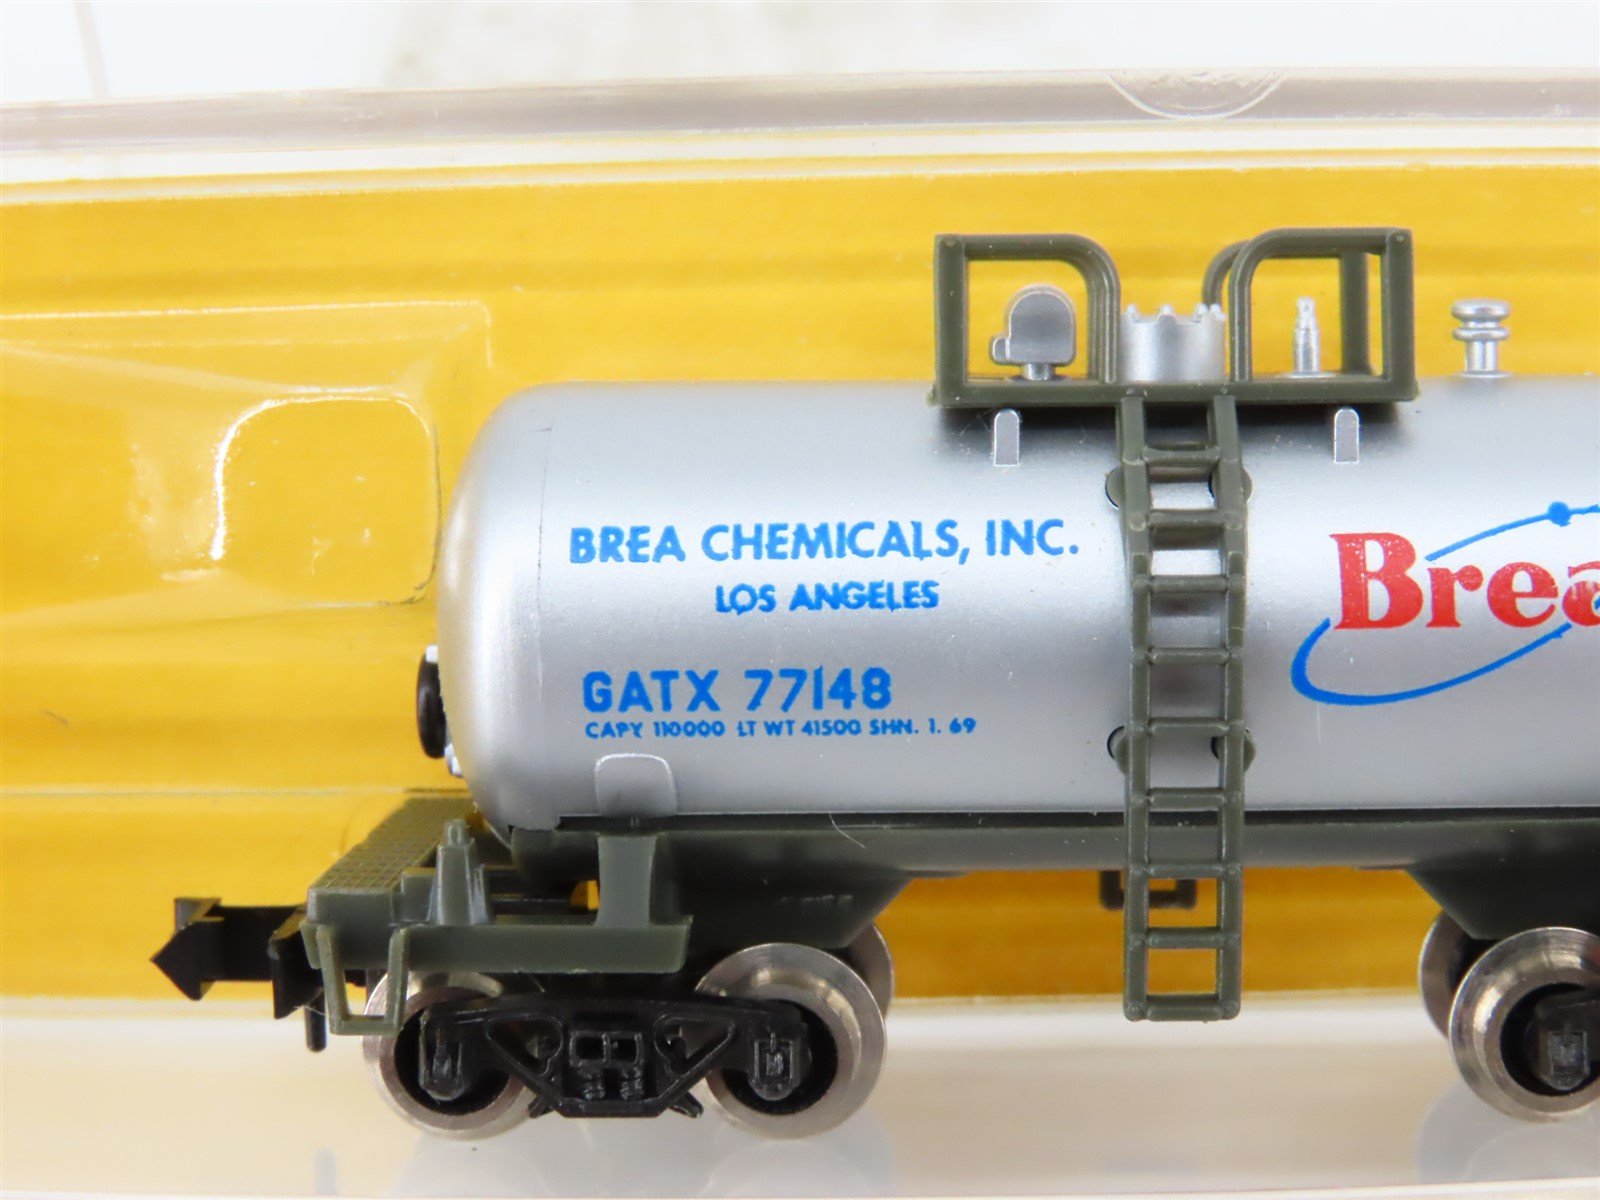 BREA CHEMICALS, INC.
LOS ANGELES
GATX 77148
CAPY. 110000 LT WT 41500 SHN. 1. 69
Brea